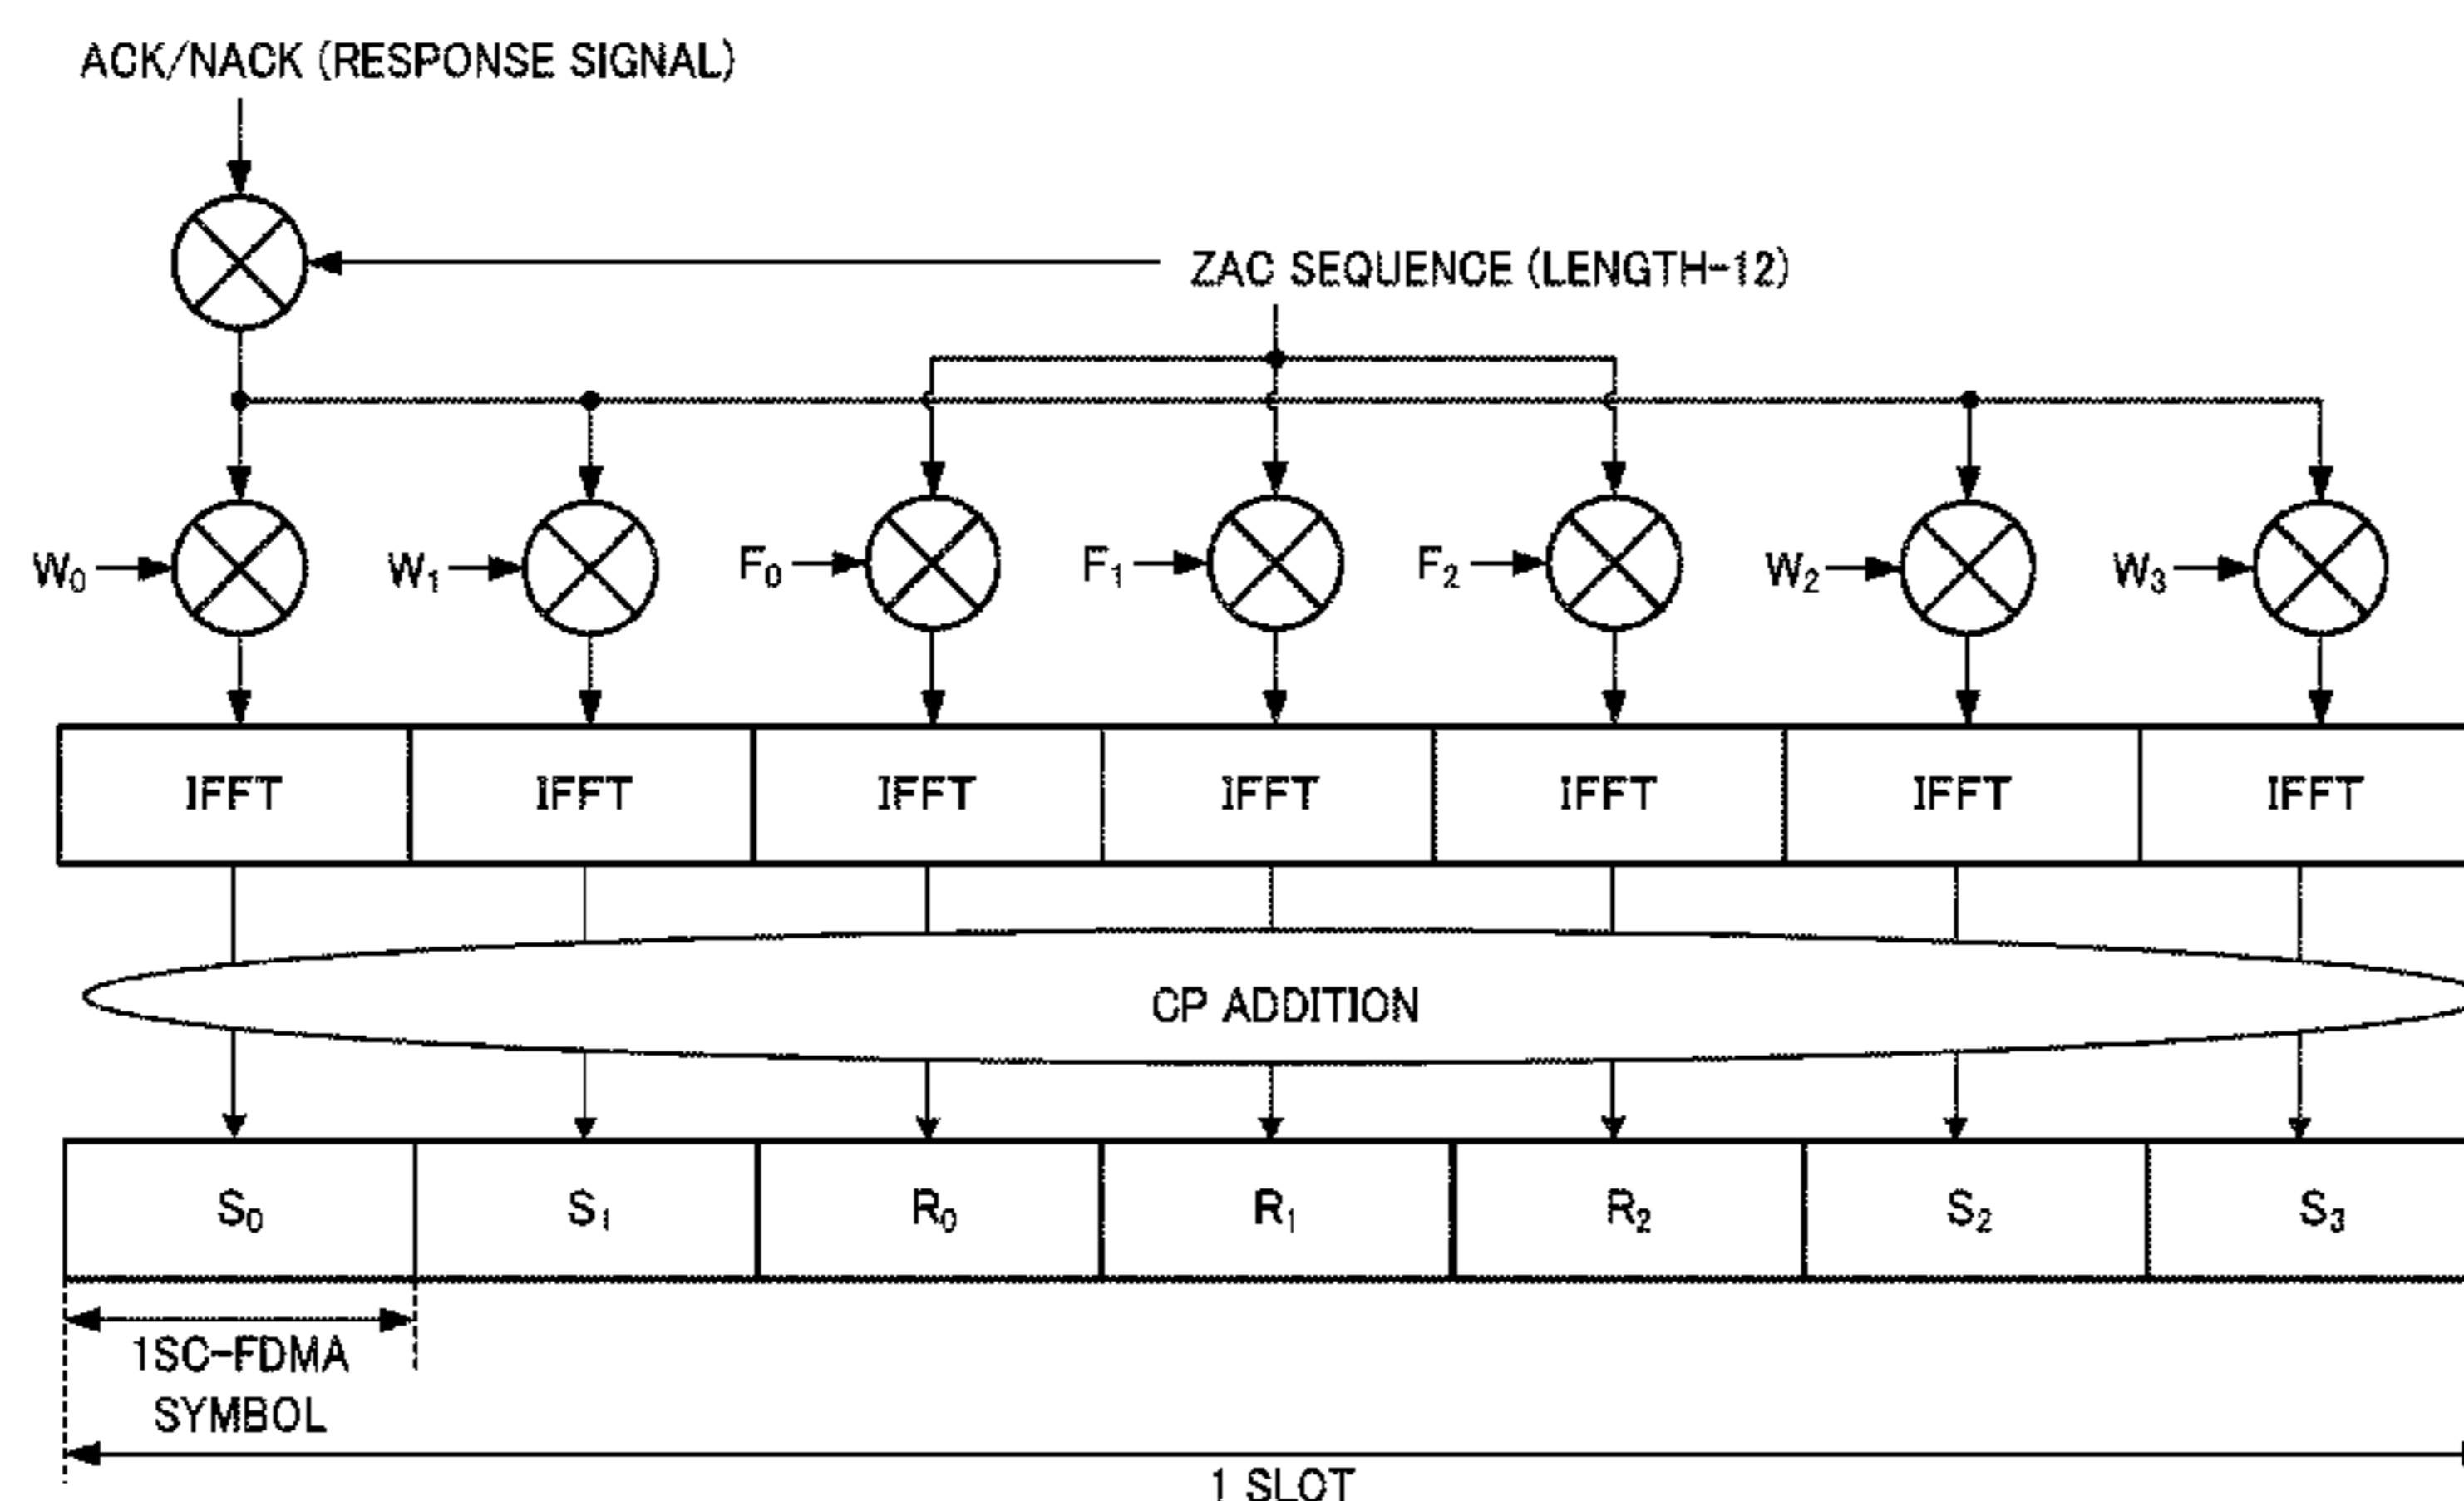 ACK/NACK (RESPONSE SIGNAL)
ZAC SEQUENCE (LENGTH-12)
W0 W1 F0 F1 F2 W2 W3
IFFT IFFT IFFT IFFT IFFT IFFT IFFT
CP ADDITION
S0 S1 R0 R1 R2 S2 S3
1SC-FDMA
SYMBOL
1 SLOT